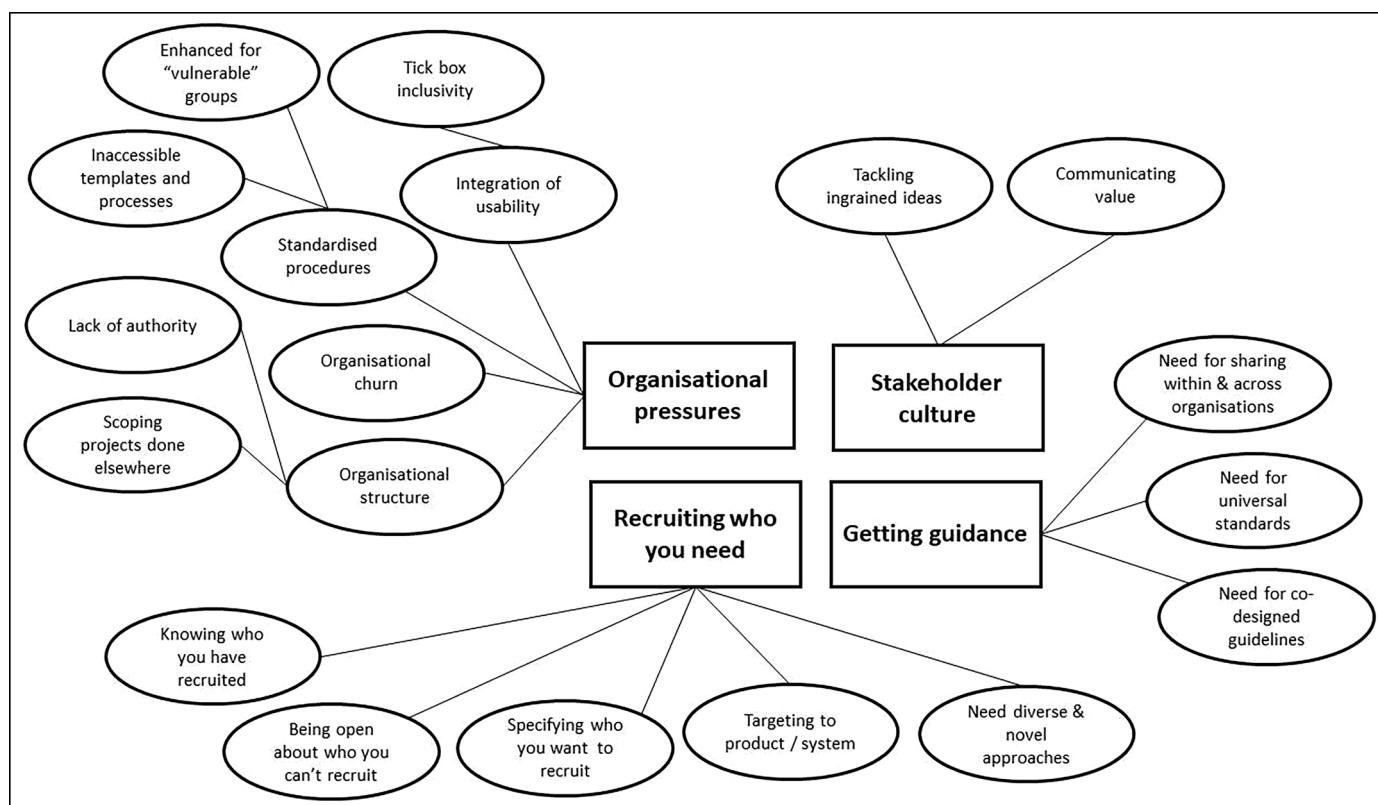 Enhanced for
“vulnerable”
groups
Tick box
inclusivity
Inaccessible
templates and
processes
Integration of
usability
Standardised
procedures
Lack of authority
Organisational
churn
Scoping
projects done
elsewhere
Organisational
structure
Organisational
pressures
Tackling
ingrained ideas
Communicating
value
Stakeholder
culture
Need for sharing
within & across
organisations
Need for
universal
standards
Need for co-
designed
guidelines
Getting guidance
Recruiting who
you need
Knowing who
you have
recruited
Being open
about who you
can’t recruit
Specifying who
you want to
recruit
Targeting to
product / system
Need diverse &
novel
approaches